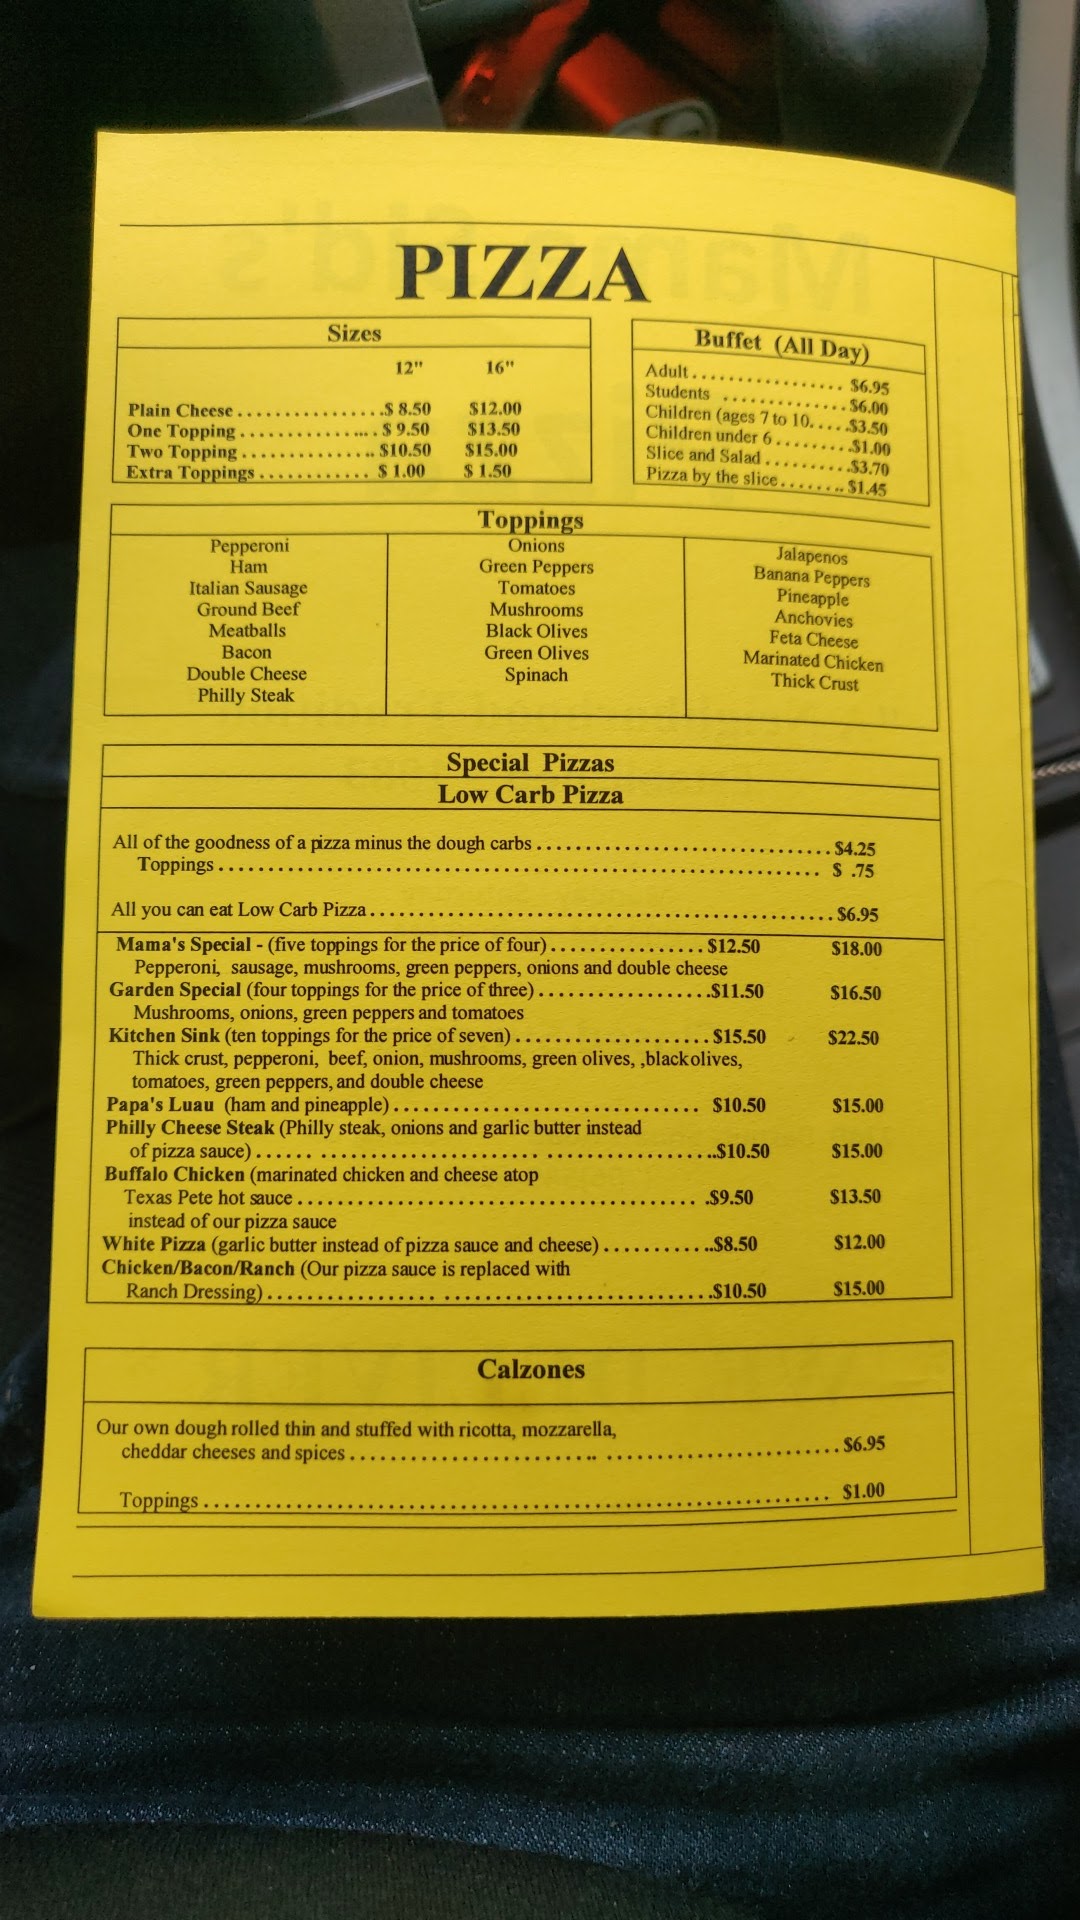 PIZZA
Sizes
12" 16"
Plain Cheese ................$ 8.50 $12.00
One Topping ................ $ 9.50 $13.50
Two Topping ................ $10.50 $15.00
Extra Toppings ............. $ 1.00 $ 1.50
Buffet (All Day)
Adult .................. $6.95
Students ............... $6.00
Children (ages 7 to 10.....$3.50
Children under 6 .........$1.00
Slice and Salad ..........$3.70
Pizza by the slice........ $1.45
Toppings
Pepperoni
Ham
Italian Sausage
Ground Beef
Meatballs
Bacon
Double Cheese
Philly Steak
Onions
Green Peppers
Tomatoes
Mushrooms
Black Olives
Green Olives
Spinach
Jalapenos
Banana Peppers
Pineapple
Anchovies
Feta Cheese
Marinated Chicken
Thick Crust
Special Pizzas
Low Carb Pizza
All of the goodness of a pizza minus the dough carbs .............................. $4.25
Toppings ........................................................................ $ .75
All you can eat Low Carb Pizza ................................................... $6.95
Mama's Special - (five toppings for the price of four) ................ $12.50 $18.00
Pepperoni, sausage, mushrooms, green peppers, onions and double cheese
Garden Special (four toppings for the price of three) ..................$11.50 $16.50
Mushrooms, onions, green peppers and tomatoes
Kitchen Sink (ten toppings for the price of seven) .................... $15.50 $22.50
Thick crust, pepperoni, beef, onion, mushrooms, green olives, ,blackolives,
tomatoes, green peppers, and double cheese
Papa's Luau (ham and pineapple) ................................ $10.50 $15.00
Philly Cheese Steak (Philly steak, onions and garlic butter instead
of pizza sauce) ...... .......................... ..................$10.50 $15.00
Buffalo Chicken (marinated chicken and cheese atop
Texas Pete hot sauce ........................................... .$9.50 $13.50
instead of our pizza sauce
White Pizza (garlic butter instead of pizza sauce and cheese) ............$8.50 $12.00
Chicken/Bacon/Ranch (Our pizza sauce is replaced with
Ranch Dressing) .................... ............................$10.50 $15.00
Calzones
Our own dough rolled thin and stuffed with ricotta, mozzarella,
cheddar cheeses and spices ............................. ........................ $6.95
Toppings ........................................................................ $1.00